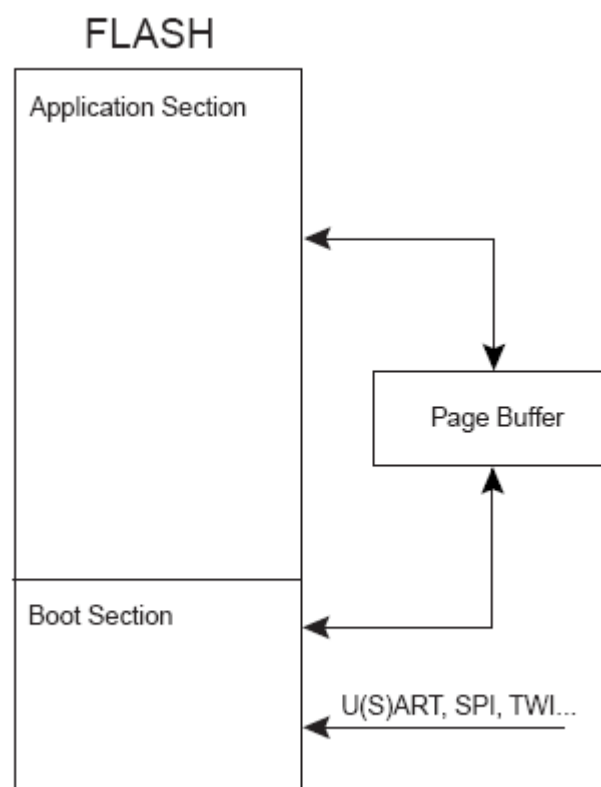 FLASH
Application Section
Page Buffer
Boot Section
U(S)ART, SPI, TWI...